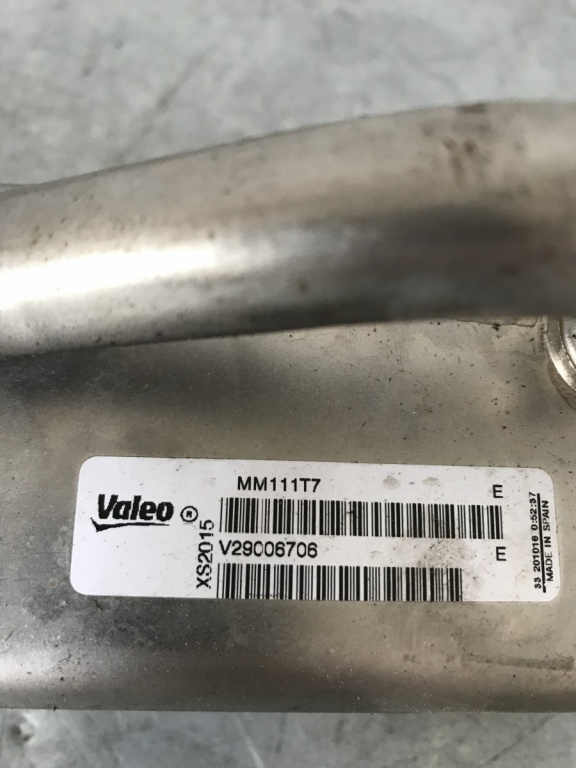 MM111T7
E
Valeo ®
XS2015
V29006706
E
33 201016 0:52:37
MADE IN SPAIN